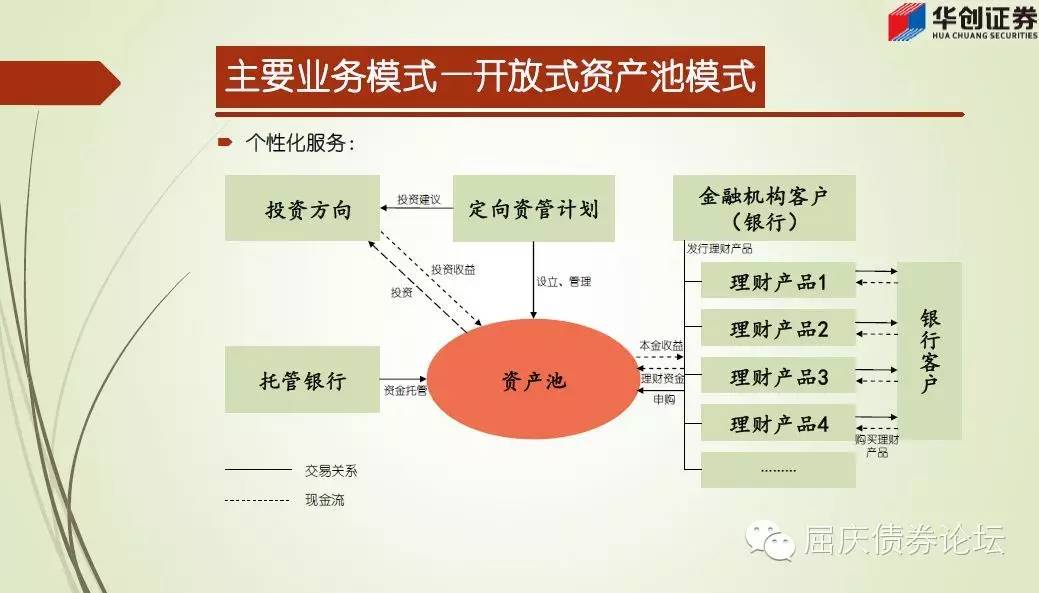 华创证券
HUA CHUANG SECURITIES
主要业务模式—开放式资产池模式
个性化服务：
投资方向
投资建议
定向资管计划
金融机构客户
（银行）
发行理财产品
投资收益
投资
设立、管理
理财产品1
理财产品2
理财产品3
理财产品4
………
银行客户
购买理财
产品
托管银行
资金托管
资产池
本金收益
理财资金
申购
交易关系
现金流
屈庆债券论坛